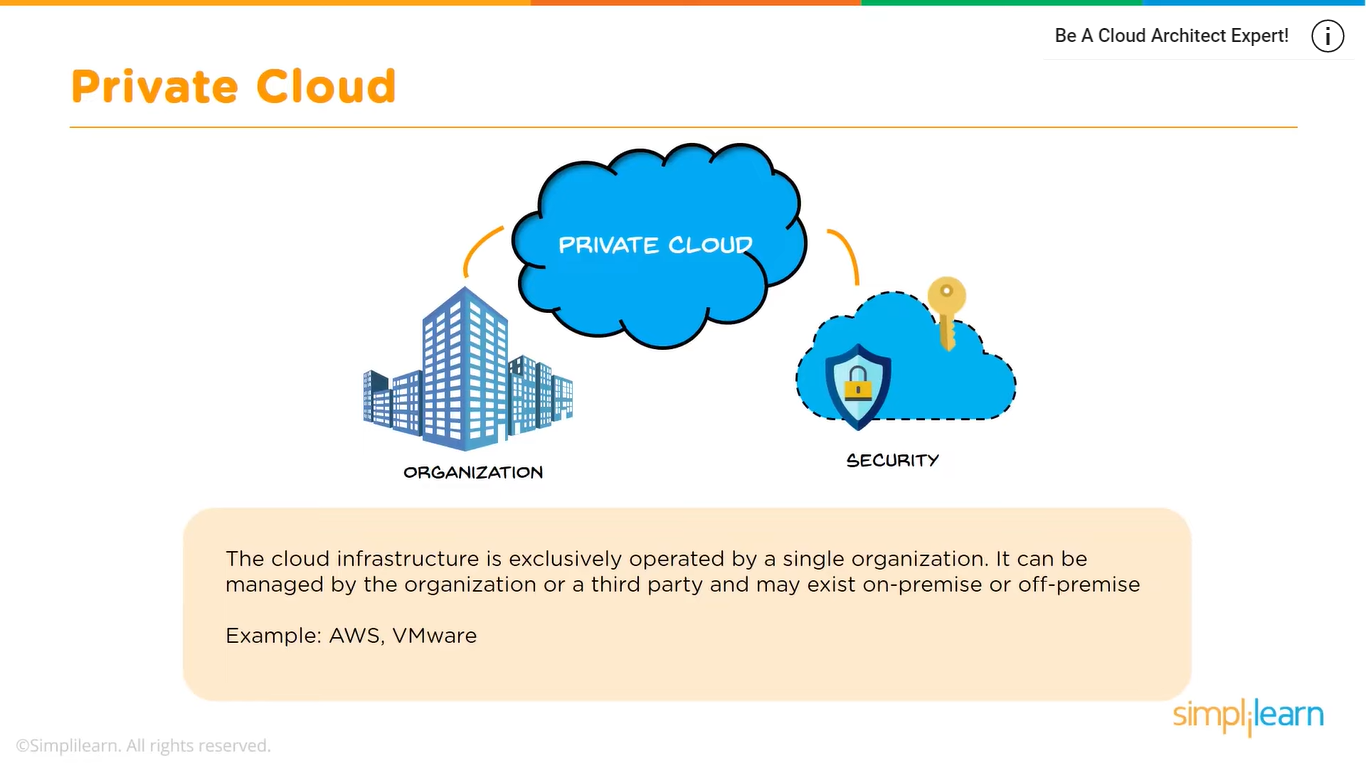 Be A Cloud Architect Expert!
Private Cloud
PRIVATE CLOUD
ORGANIZATION
SECURITY
The cloud infrastructure is exclusively operated by a single organization. It can be
managed by the organization or a third party and may exist on-premise or off-premise
Example: AWS, VMware
simplilearn
©Simplilearn. All rights reserved.